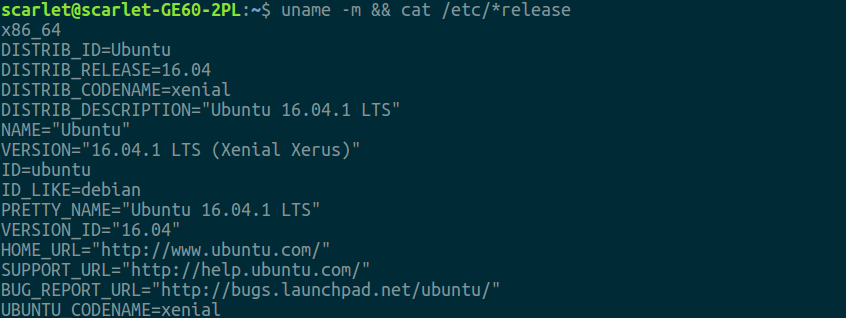 scarlet@scarlet-GE60-2PL:~$ uname -m && cat /etc/*release
x86_64
DISTRIB_ID=Ubuntu
DISTRIB_RELEASE=16.04
DISTRIB_CODENAME=xenial
DISTRIB_DESCRIPTION="Ubuntu 16.04.1 LTS"
NAME="Ubuntu"
VERSION="16.04.1 LTS (Xenial Xerus)"
ID=ubuntu
ID_LIKE=debian
PRETTY_NAME="Ubuntu 16.04.1 LTS"
VERSION_ID="16.04"
HOME_URL="http://www.ubuntu.com/"
SUPPORT_URL="http://help.ubuntu.com/"
BUG_REPORT_URL="http://bugs.launchpad.net/ubuntu/"
UBUNTU_CODENAME=xenial